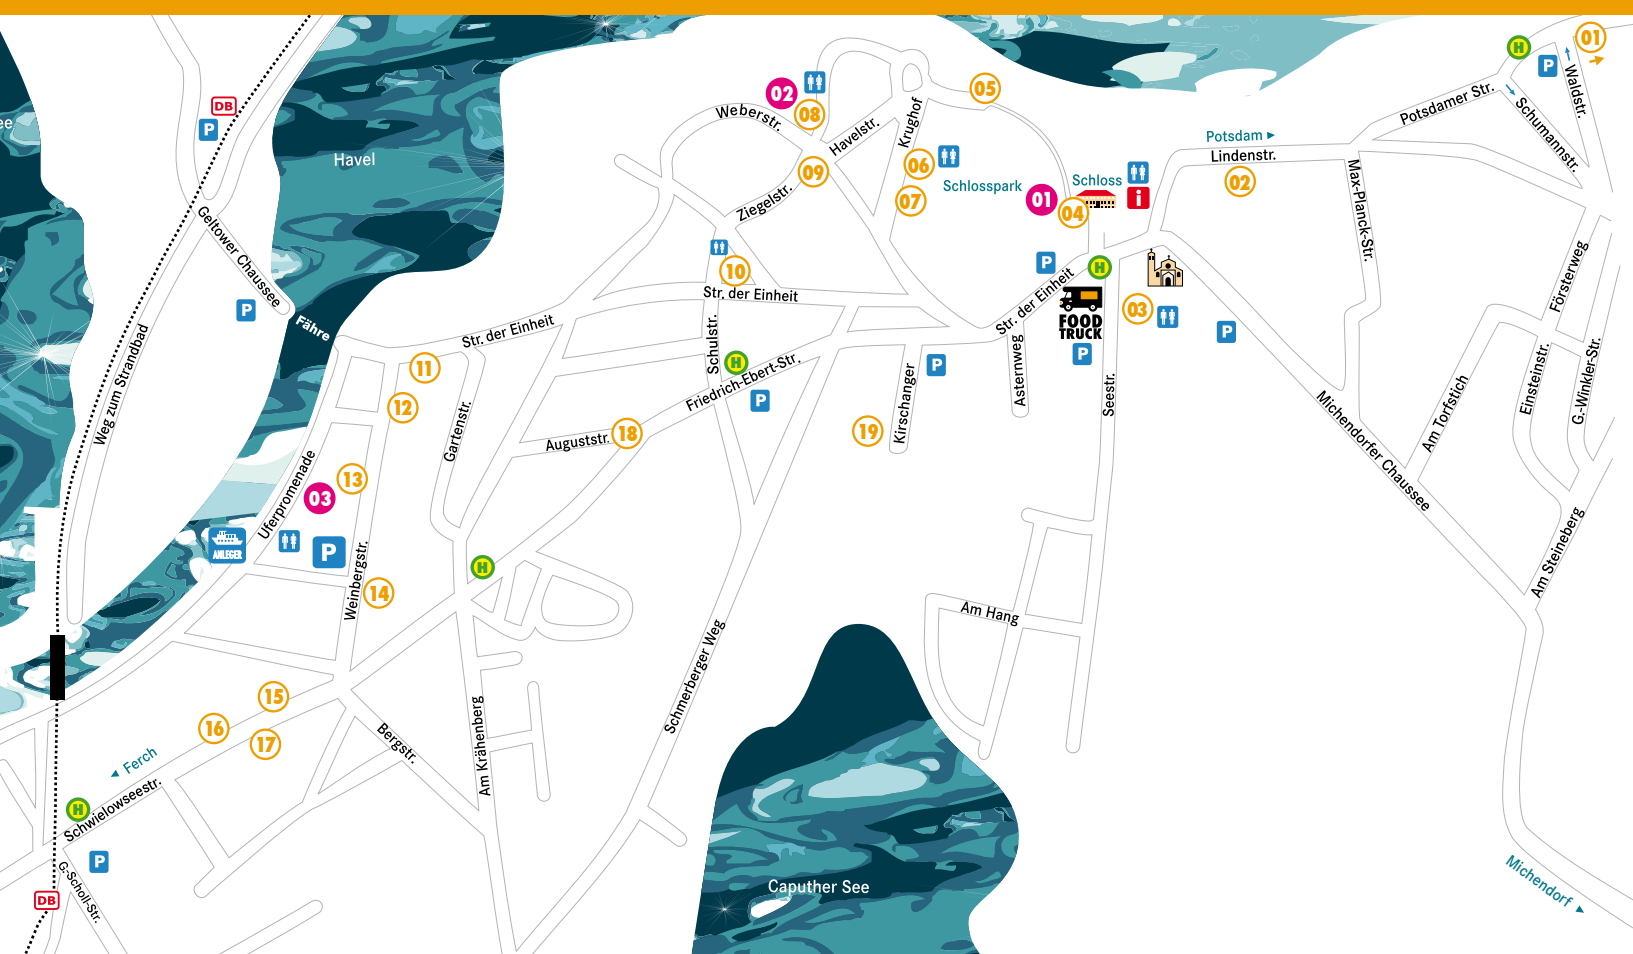 H
01
P
Waldstr.
DB
P
02
08
05
Weberstr.
Havelstr.
Krughof
Potsdamer Str.
Schumannstr.
ee
Havel
09
06
07
Schlosspark
01
Schloss
04
i
Potsdam
Lindenstr.
02
Max-Planck-Str.
Ziegelstr.
Geltower Chaussee
P
Fähre
10
Str. der Einheit
P
H
Str. der Einheit
FOOD
TRUCK
P
03
P
Försterweg
Str. der Einheit
Schulstr.
H
Friedrich-Ebert-Str.
P
P
Asternweg
Seestr.
Weg zum Strandbad
11
12
Gartenstr.
Auguststr.
18
19
Kirschanger
Michendorfer Chaussee
Am Torfstich
Einsteinstr.
G.-Winkler-Str.
Uferpromenade
13
03
ANLEGER
P
Weinbergstr.
14
H
Am Hang
Am Steineberg
Schmerberger Weg
15
16
17
Bergstr.
Am Krähenberg
Ferch
H
Schwielowseestr.
P
G.-Scholl-Str.
DB
Caputher See
Michendorf